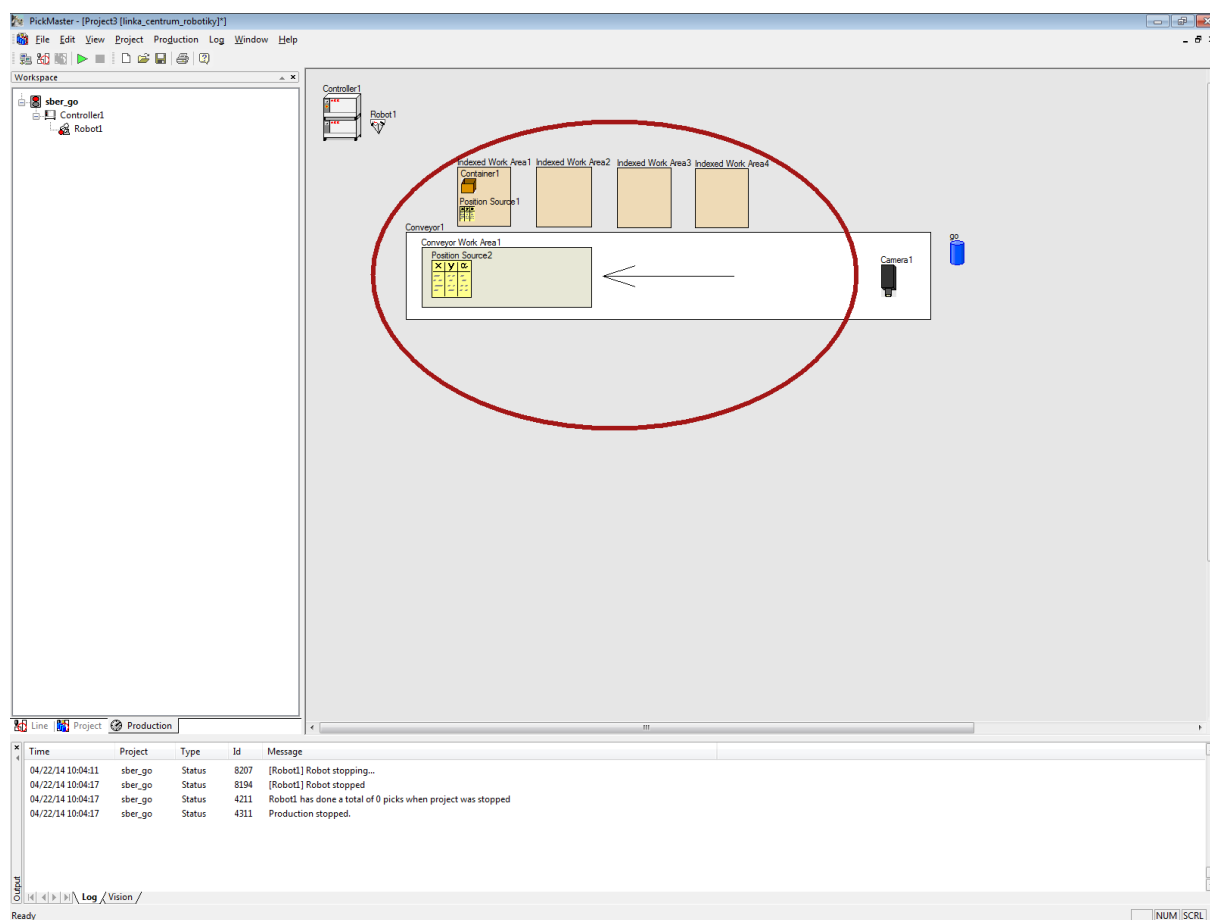 PickMaster - [Project3 [linka_centrum_robotiky]*]
File Edit View Project Production Log Window Help
Workspace
sber_go
Controller1
Robot1
Controller1
Robot1
Indexed Work Area1 Indexed Work Area2 Indexed Work Area3 Indexed Work Area4
Container1
Position Source1
Conveyor1
Conveyor Work Area1
Position Source2
x y α
go
Camera1
Line Project Production
Time Project Type Id Message
04/22/14 10:04:11 sber_go Status 8207 [Robot1] Robot stopping...
04/22/14 10:04:17 sber_go Status 8194 [Robot1] Robot stopped
04/22/14 10:04:17 sber_go Status 4211 Robot1 has done a total of 0 picks when project was stopped
04/22/14 10:04:17 sber_go Status 4311 Production stopped.
Output
Log Vision
Ready NUM SCRL